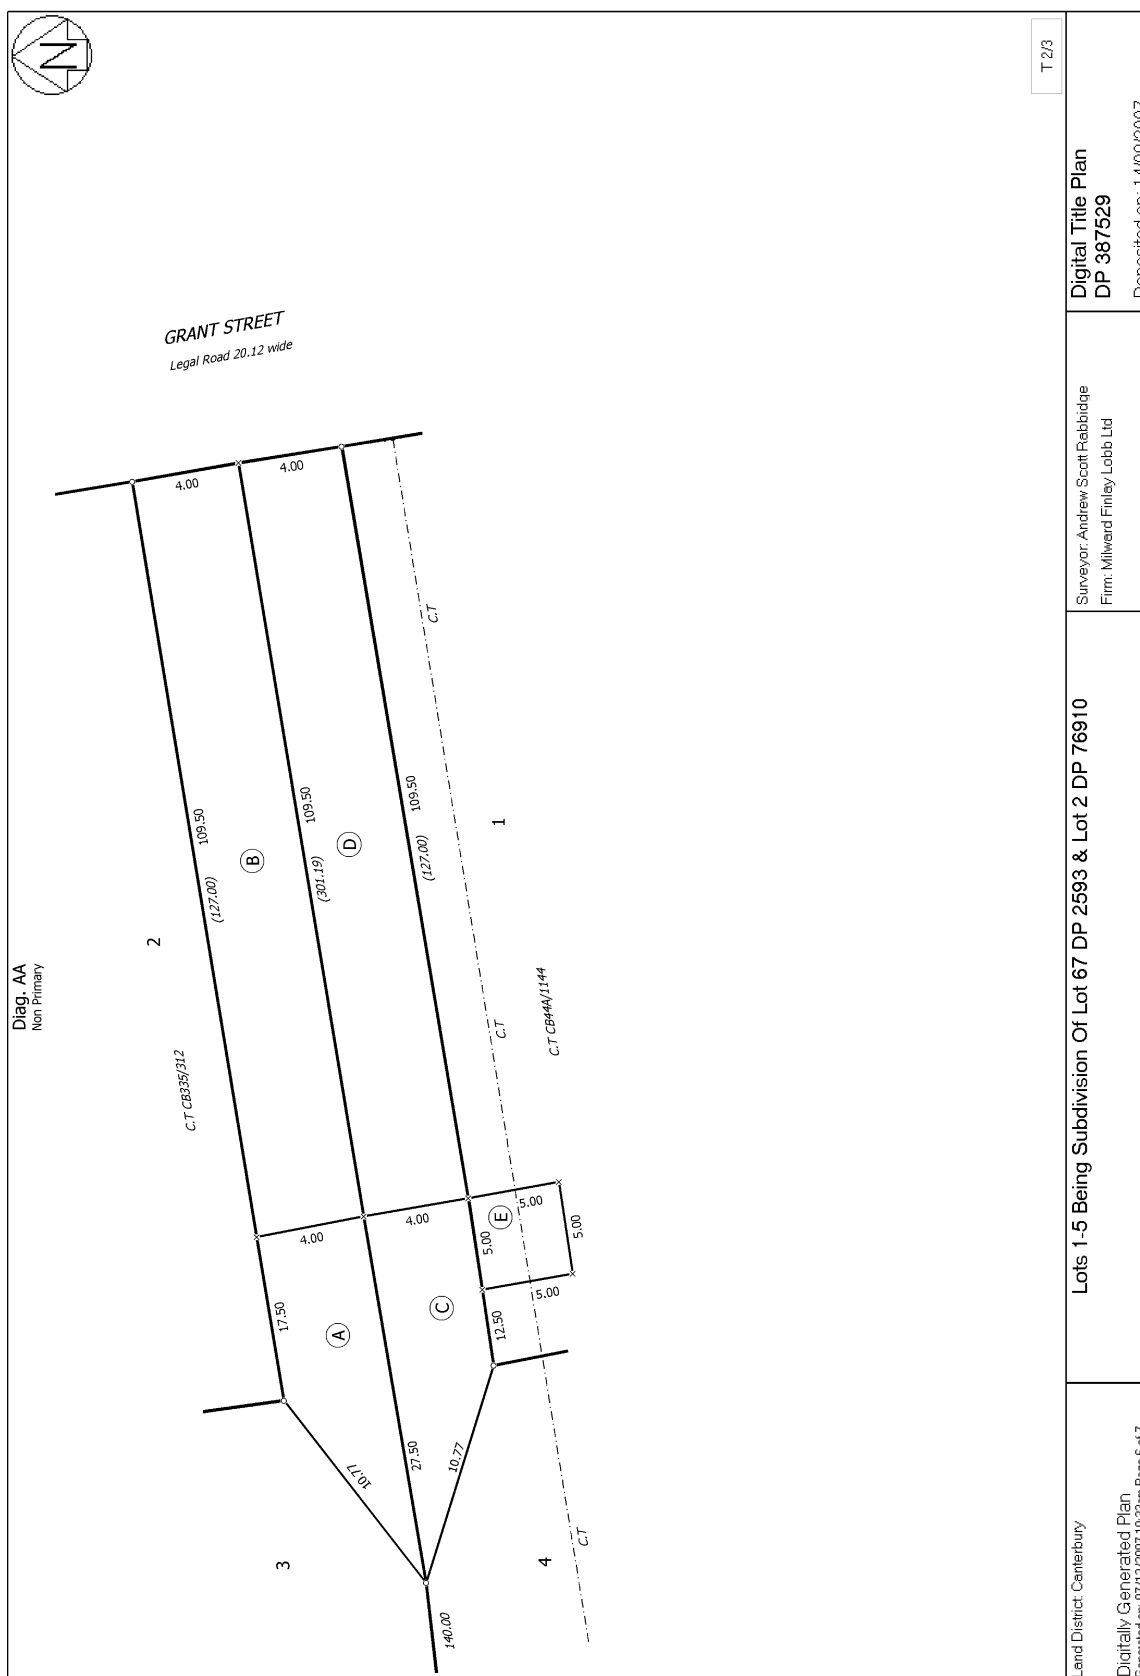 N
T 2/3
Diag. AA
Non Primary
GRANT STREET
Legal Road 20.12 wide
4.00
4.00
C.T
109.50
(127.00)
B
109.50
(301.19)
D
109.50
(127.00)
1
2
C.T CB335/312
C.T
C.T CB44A/1144
4.00
4.00
5.00
5.00
E
5.00
5.00
17.50
A
C
12.50
10.77
27.50
10.77
3
4
C.T
140.00
Land District: Canterbury
Digitally Generated Plan
Lots 1-5 Being Subdivision Of Lot 67 DP 2593 & Lot 2 DP 76910
Surveyor: Andrew Scott Rabbidge
Firm: Milward Finlay Lobb Ltd
Digital Title Plan
DP 387529
Deposited on: